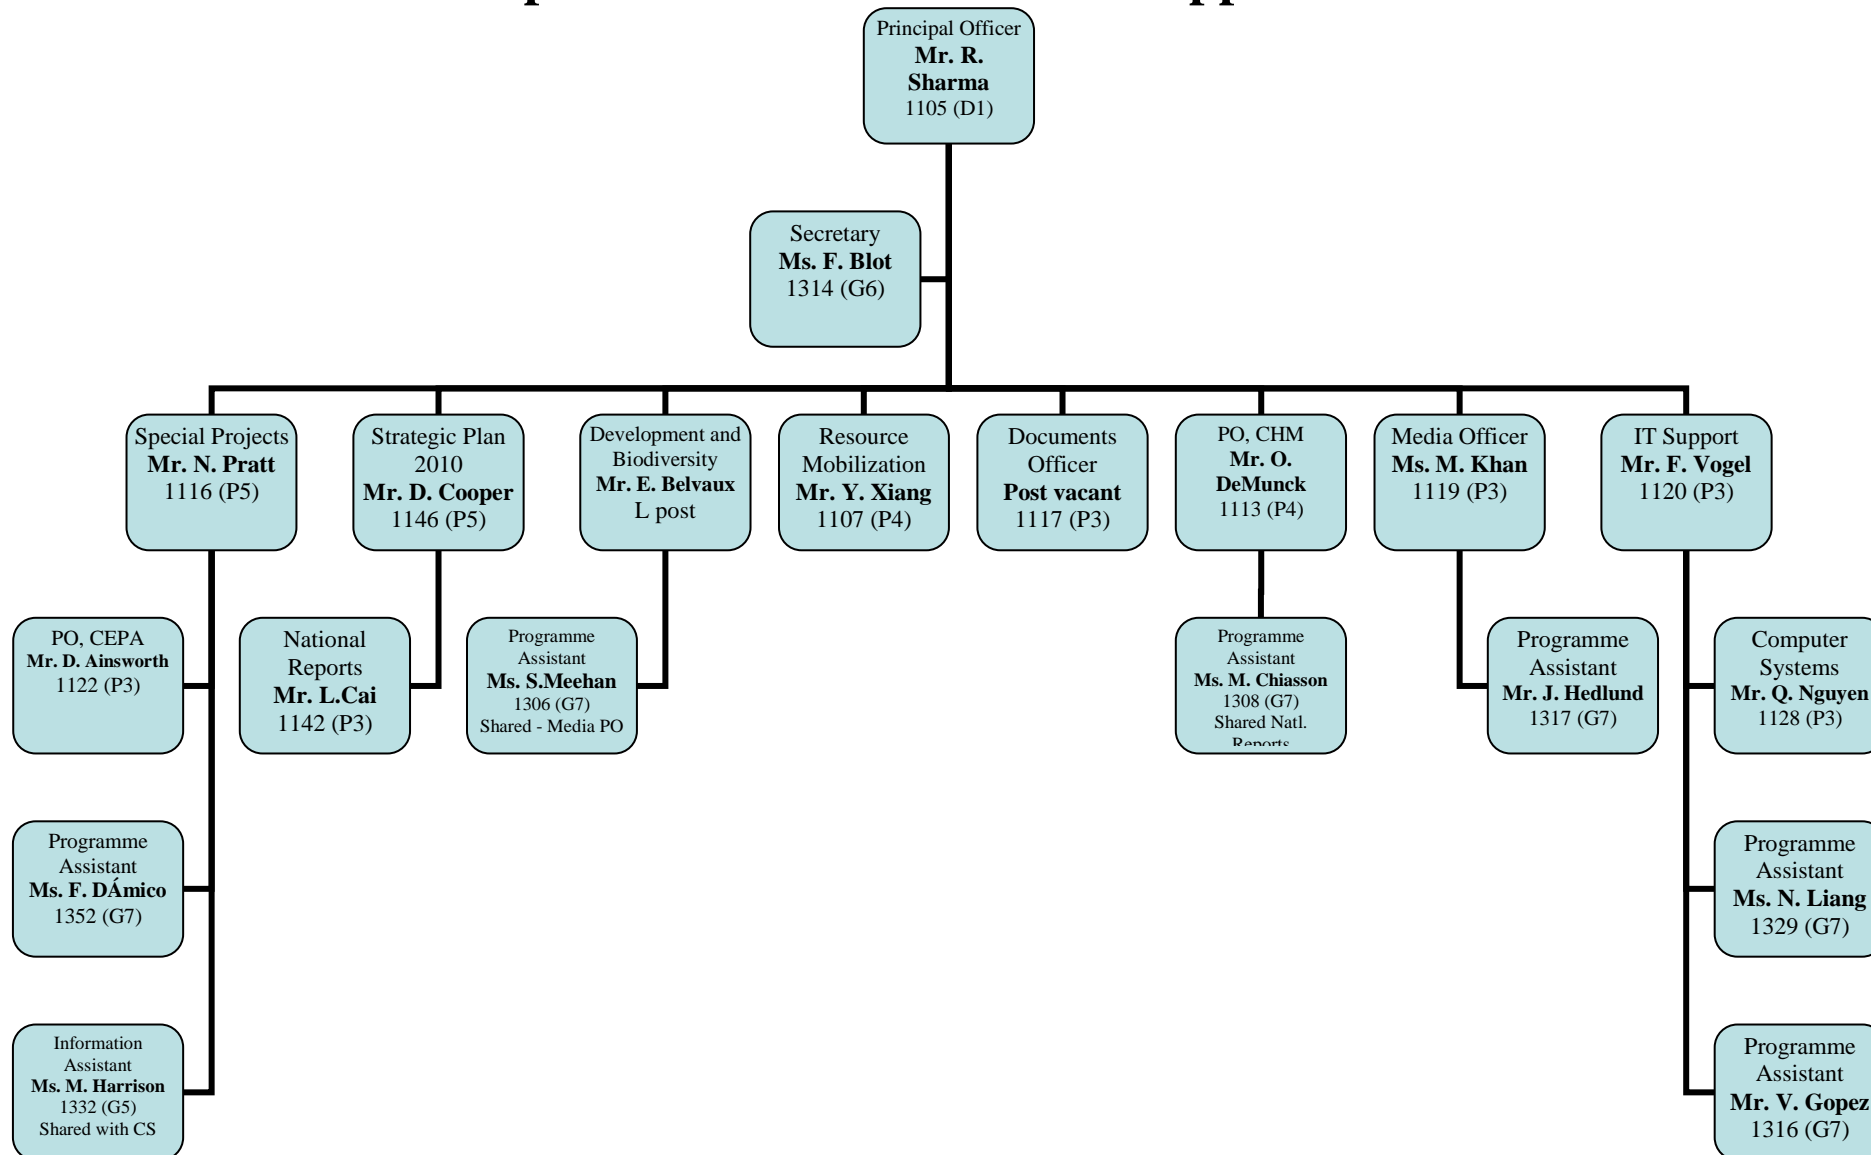 Principal Officer
Mr. R.
Sharma
1105 (D1)
Secretary
Ms. F. Blot
1314 (G6)
Special Projects
Mr. N. Pratt
1116 (P5)
Strategic Plan
2010
Mr. D. Cooper
1146 (P5)
Development and
Biodiversity
Mr. E. Belvaux
L post
Resource
Mobilization
Mr. Y. Xiang
1107 (P4)
Documents
Officer
Post vacant
1117 (P3)
PO, CHM
Mr. O.
DeMunck
1113 (P4)
Media Officer
Ms. M. Khan
1119 (P3)
IT Support
Mr. F. Vogel
1120 (P3)
PO, CEPA
Mr. D. Ainsworth
1122 (P3)
National
Reports
Mr. L.Cai
1142 (P3)
Programme
Assistant
Ms. S.Meehan
1306 (G7)
Shared - Media PO
Programme
Assistant
Ms. M. Chiasson
1308 (G7)
Shared Natl.
Reports
Programme
Assistant
Mr. J. Hedlund
1317 (G7)
Computer
Systems
Mr. Q. Nguyen
1128 (P3)
Programme
Assistant
Ms. F. DÁmico
1352 (G7)
Programme
Assistant
Ms. N. Liang
1329 (G7)
Information
Assistant
Ms. M. Harrison
1332 (G5)
Shared with CS
Programme
Assistant
Mr. V. Gopez
1316 (G7)